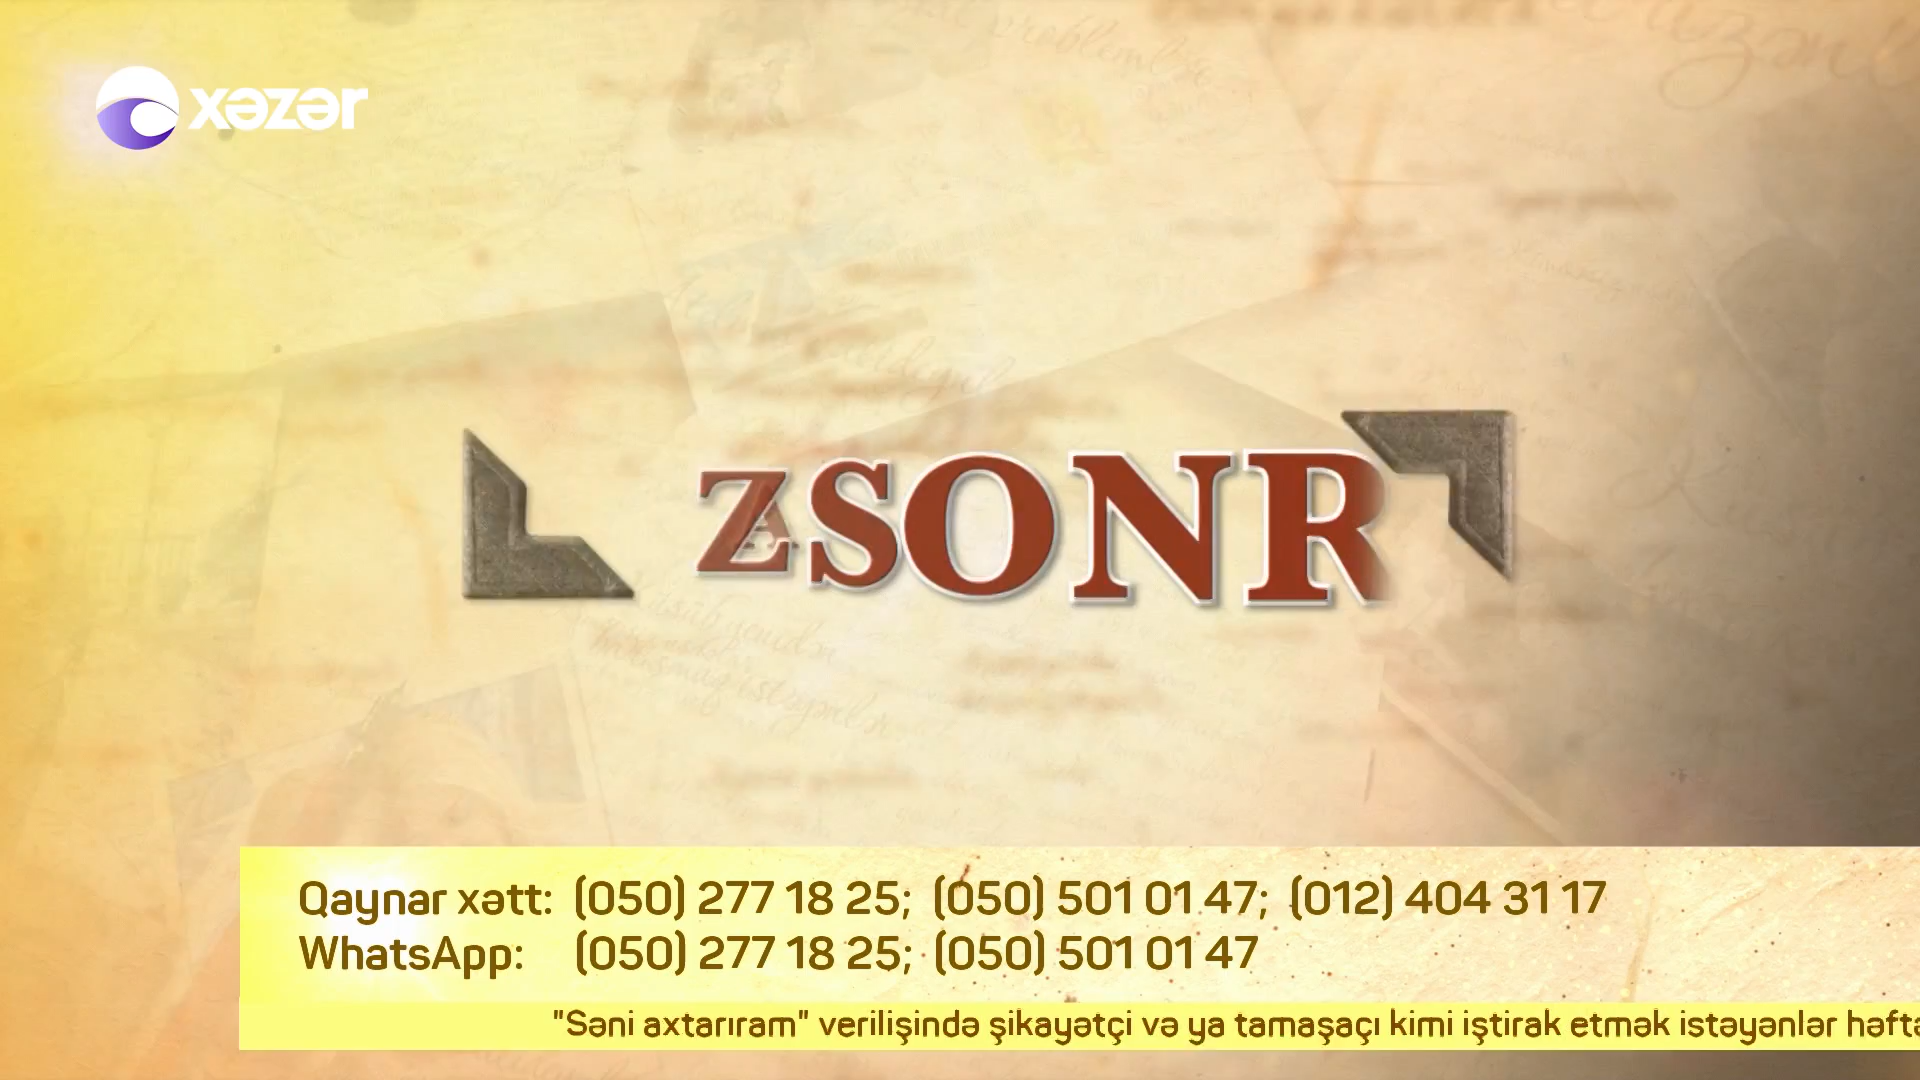 xəzər
ZSONR
Qaynar xətt: (050) 277 18 25; (050) 501 01 47; (012) 404 31 17
WhatsApp: (050) 277 18 25; (050) 501 01 47
"Səni axtarıram" verilişində şikayətçi və ya tamaşaçı kimi iştirak etmək istəyənlər həftə